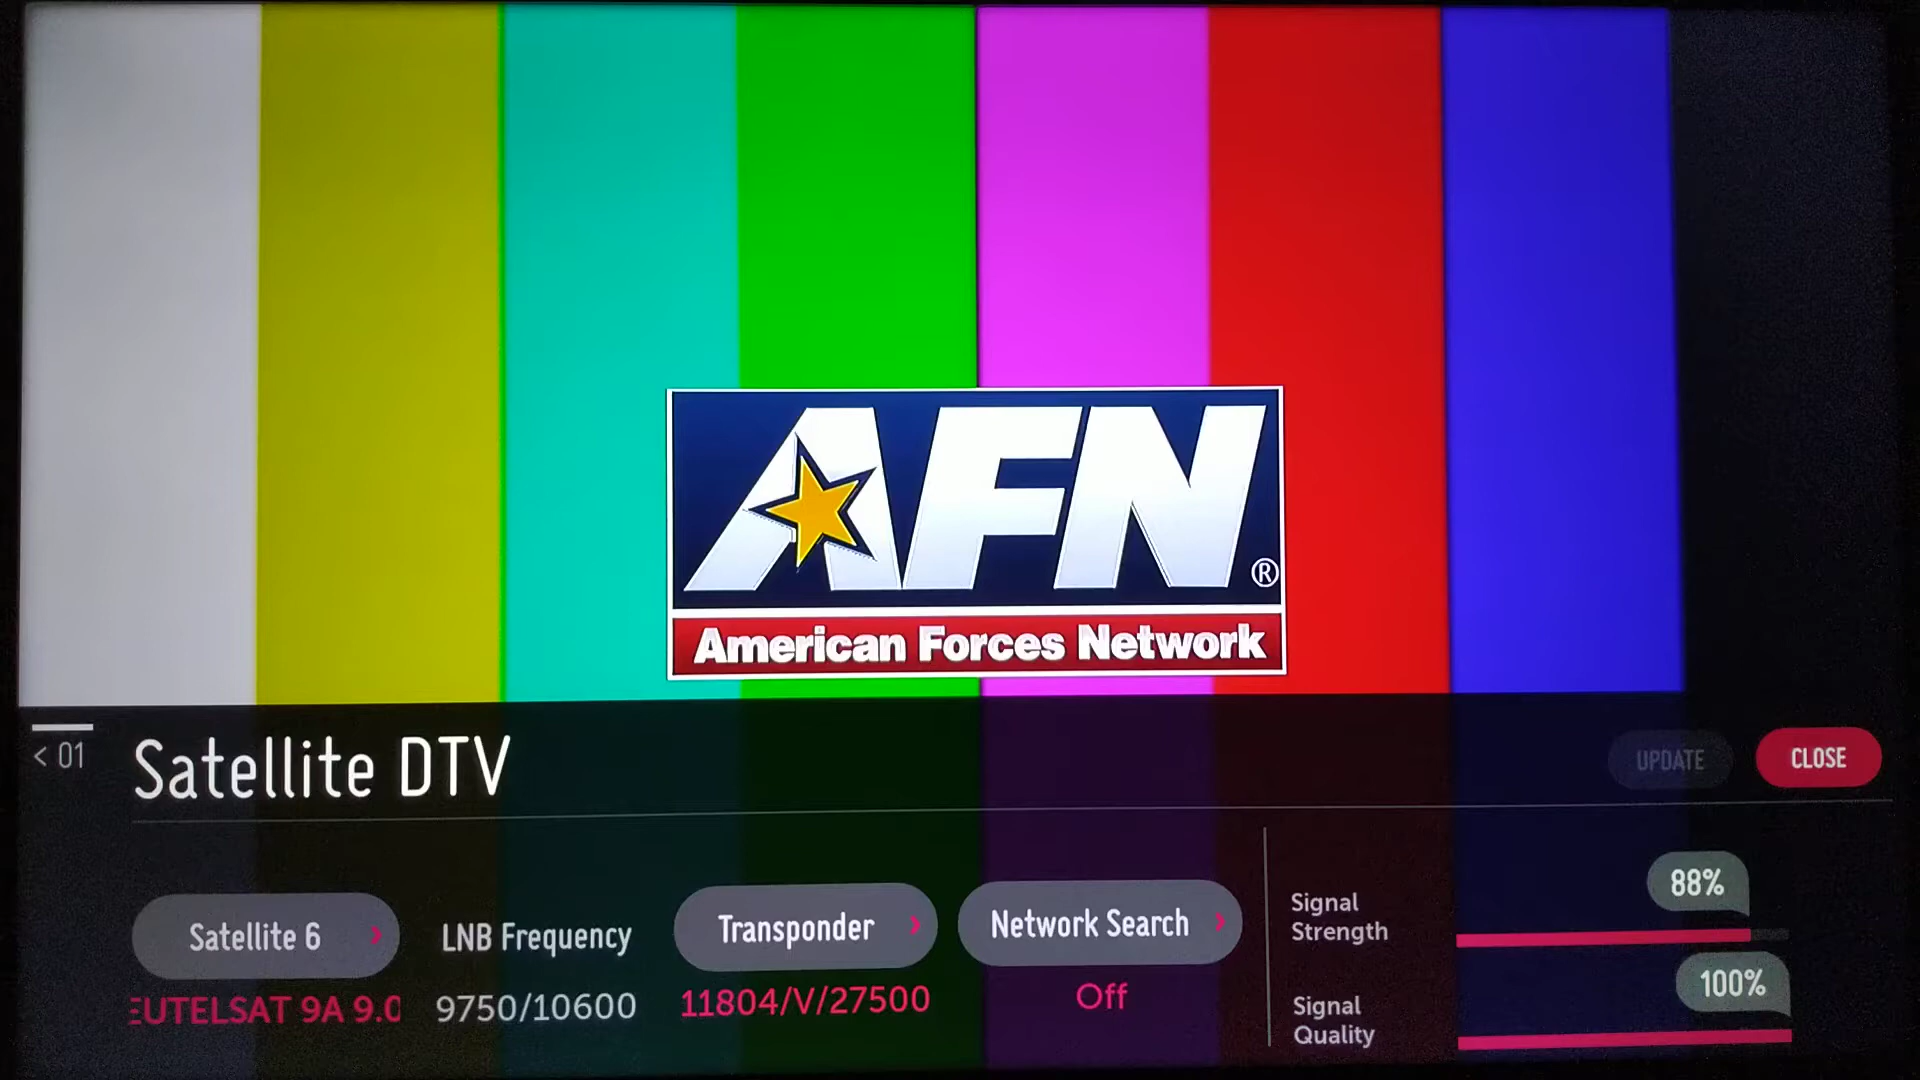 AFN®
American Forces Network
< 01
Satellite DTV
UPDATE
CLOSE
Satellite 6 >
EUTELSAT 9A 9.0
LNB Frequency
9750/10600
Transponder >
11804/V/27500
Network Search >
Off
Signal
Strength
88%
Signal
Quality
100%